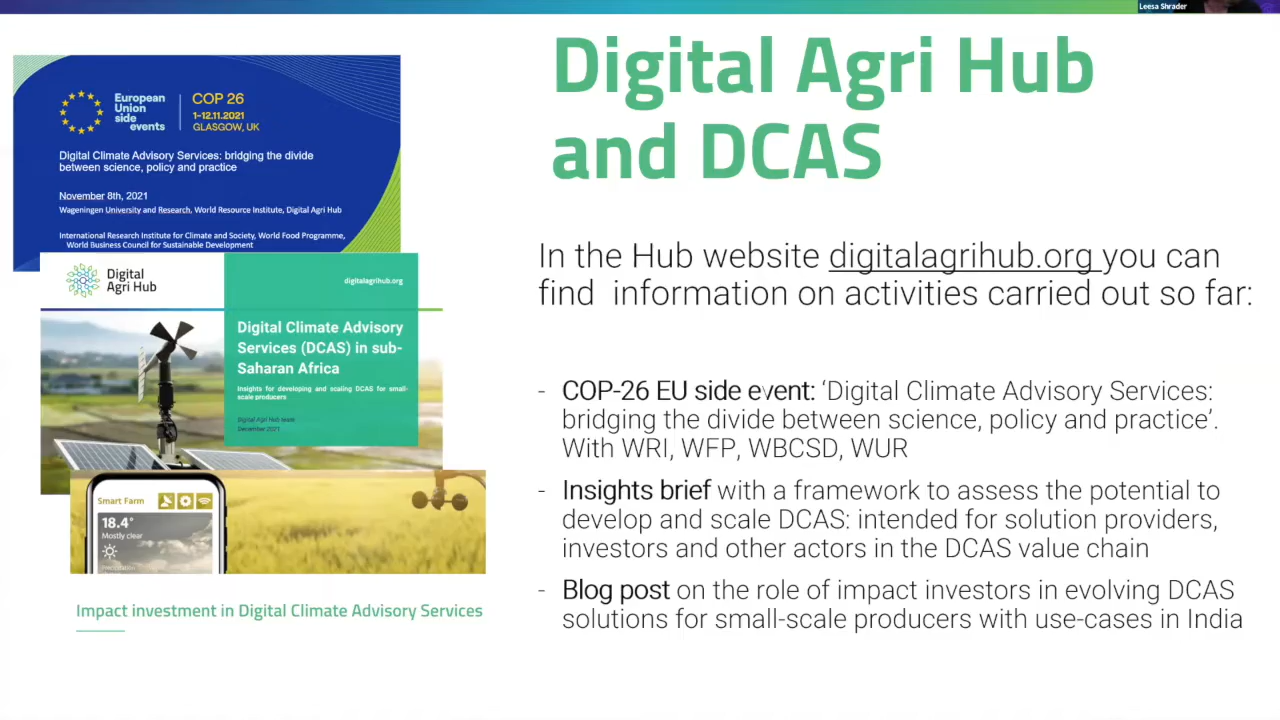 Leesa Shrader
Digital Agri Hub
and DCAS
European
Union
side
events
COP 26
1-12.11.2021
GLASGOW, UK
Digital Climate Advisory Services: bridging the divide
between science, policy and practice
November 8th, 2021
Wageningen University and Research, World Resource Institute, Digital Agri Hub
International Research Institute for Climate and Society, World Food Programme,
World Business Council for Sustainable Development
Digital
Agri Hub
digitalagrihub.org
Digital Climate Advisory
Services (DCAS) in sub-
Saharan Africa
Insights for developing and scaling DCAS for small-
scale producers
Digital Agri Hub team
December 2021
Smart Farm
18.4°
Mostly clear
Impact investment in Digital Climate Advisory Services
In the Hub website digitalagrihub.org you can
find information on activities carried out so far:
- COP-26 EU side event: ‘Digital Climate Advisory Services:
bridging the divide between science, policy and practice’.
With WRI, WFP, WBCSD, WUR
- Insights brief with a framework to assess the potential to
develop and scale DCAS: intended for solution providers,
investors and other actors in the DCAS value chain
- Blog post on the role of impact investors in evolving DCAS
solutions for small-scale producers with use-cases in India